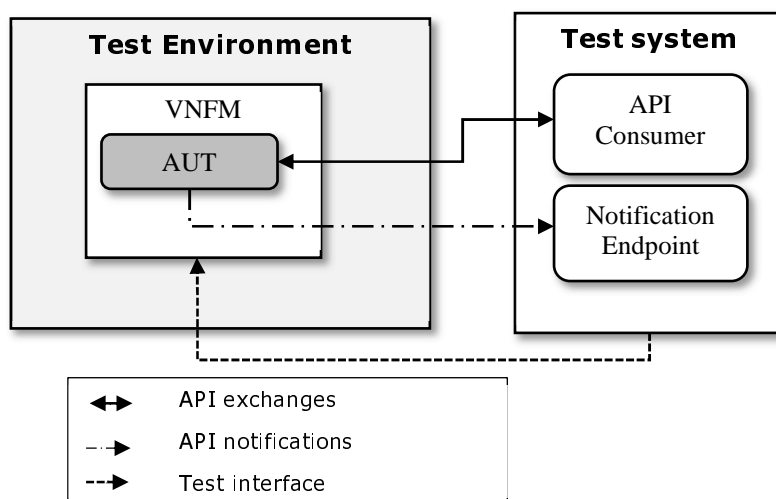 Test Environment
VNFM
AUT
Test system
API
Consumer
Notification
Endpoint
API exchanges
API notifications
Test interface